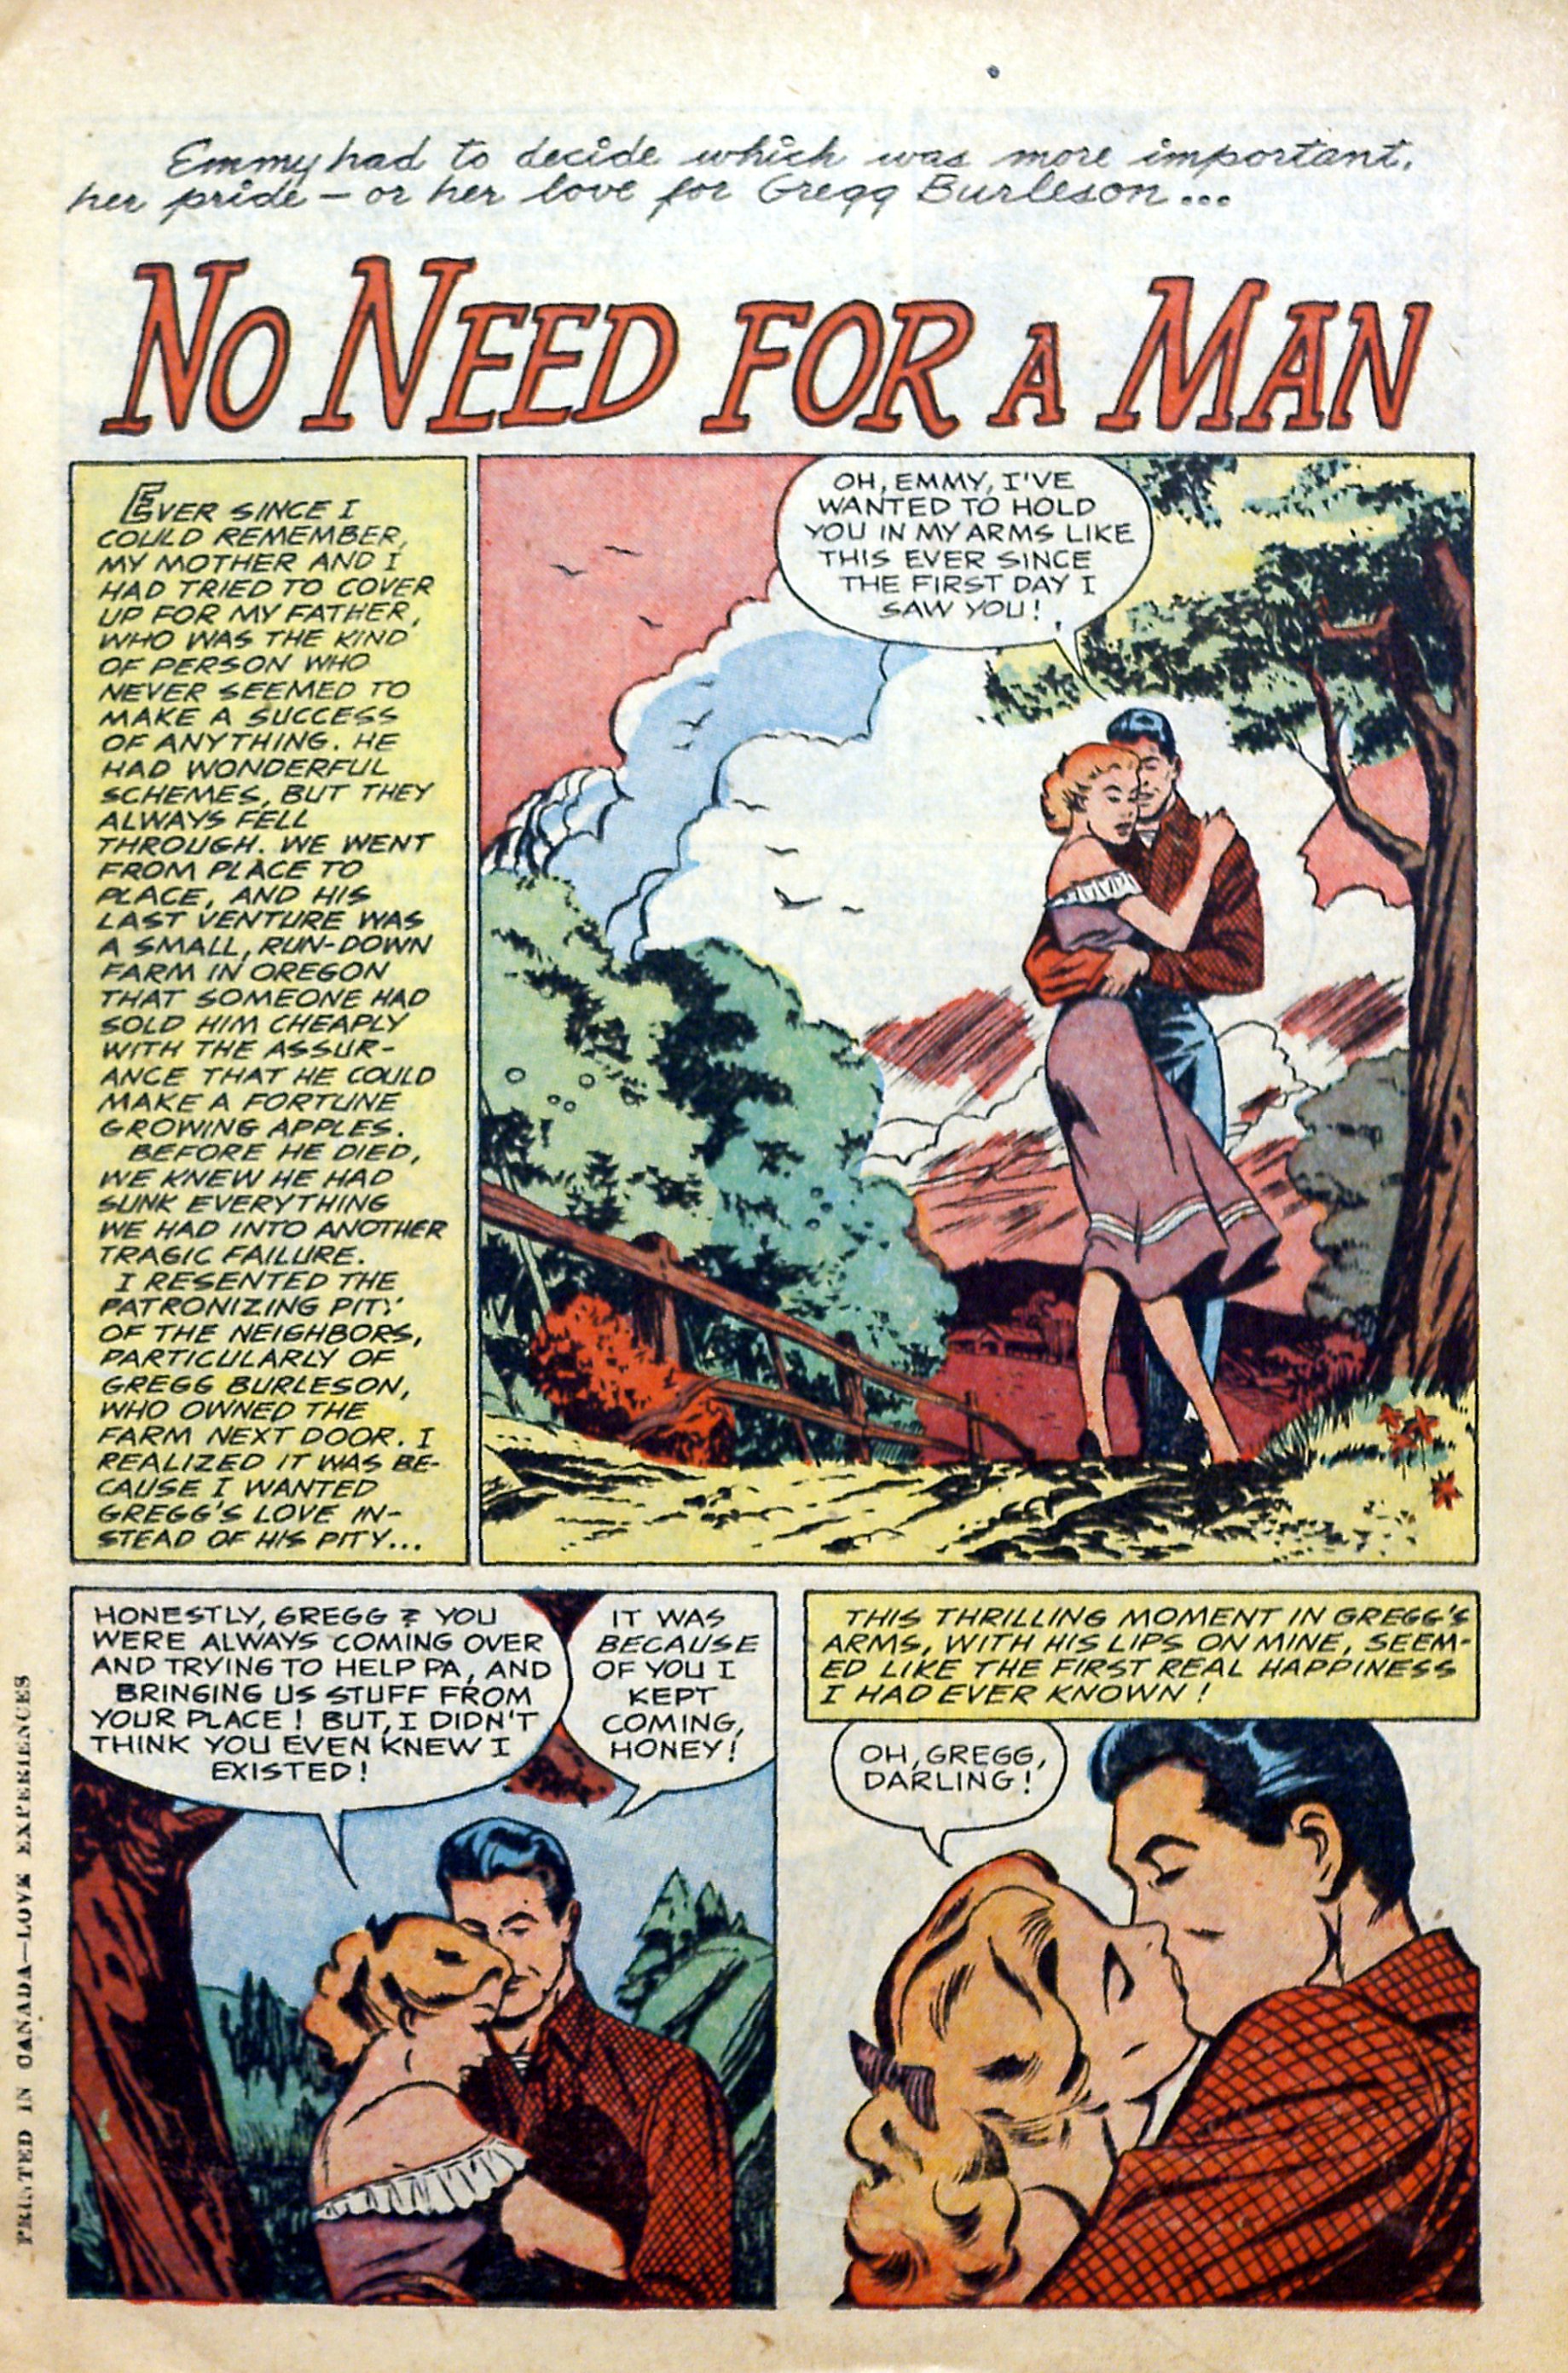 Emmy had to decide which was more important,
her pride — or her love for Gregg Burleson...
NO NEED FOR A MAN
EVER SINCE I
COULD REMEMBER,
MY MOTHER AND I
HAD TRIED TO COVER
UP FOR MY FATHER,
WHO WAS THE KIND
OF PERSON WHO
NEVER SEEMED TO
MAKE A SUCCESS
OF ANYTHING. HE
HAD WONDERFUL
SCHEMES, BUT THEY
ALWAYS FELL
THROUGH. WE WENT
FROM PLACE TO
PLACE, AND HIS
LAST VENTURE WAS
A SMALL, RUN-DOWN
FARM IN OREGON
THAT SOMEONE HAD
SOLD HIM CHEAPLY
WITH THE ASSUR-
ANCE THAT HE COULD
MAKE A FORTUNE
GROWING APPLES.
BEFORE HE DIED,
WE KNEW HE HAD
SUNK EVERYTHING
WE HAD INTO ANOTHER
TRAGIC FAILURE.
I RESENTED THE
PATRONIZING PITY
OF THE NEIGHBORS,
PARTICULARLY OF
GREGG BURLESON,
WHO OWNED THE
FARM NEXT DOOR. I
REALIZED IT WAS BE-
CAUSE I WANTED
GREGG'S LOVE IN-
STEAD OF HIS PITY...
OH, EMMY, I'VE
WANTED TO HOLD
YOU IN MY ARMS LIKE
THIS EVER SINCE
THE FIRST DAY I
SAW YOU!
HONESTLY, GREGG? YOU
WERE ALWAYS COMING OVER
AND TRYING TO HELP PA, AND
BRINGING US STUFF FROM
YOUR PLACE! BUT, I DIDN'T
THINK YOU EVEN KNEW I
EXISTED!
IT WAS
BECAUSE
OF YOU I
KEPT
COMING,
HONEY!
THIS THRILLING MOMENT IN GREGG'S
ARMS, WITH HIS LIPS ON MINE, SEEM-
ED LIKE THE FIRST REAL HAPPINESS
I HAD EVER KNOWN!
OH, GREGG,
DARLING!
PRINTED IN CANADA—LOVE EXPERIENCES